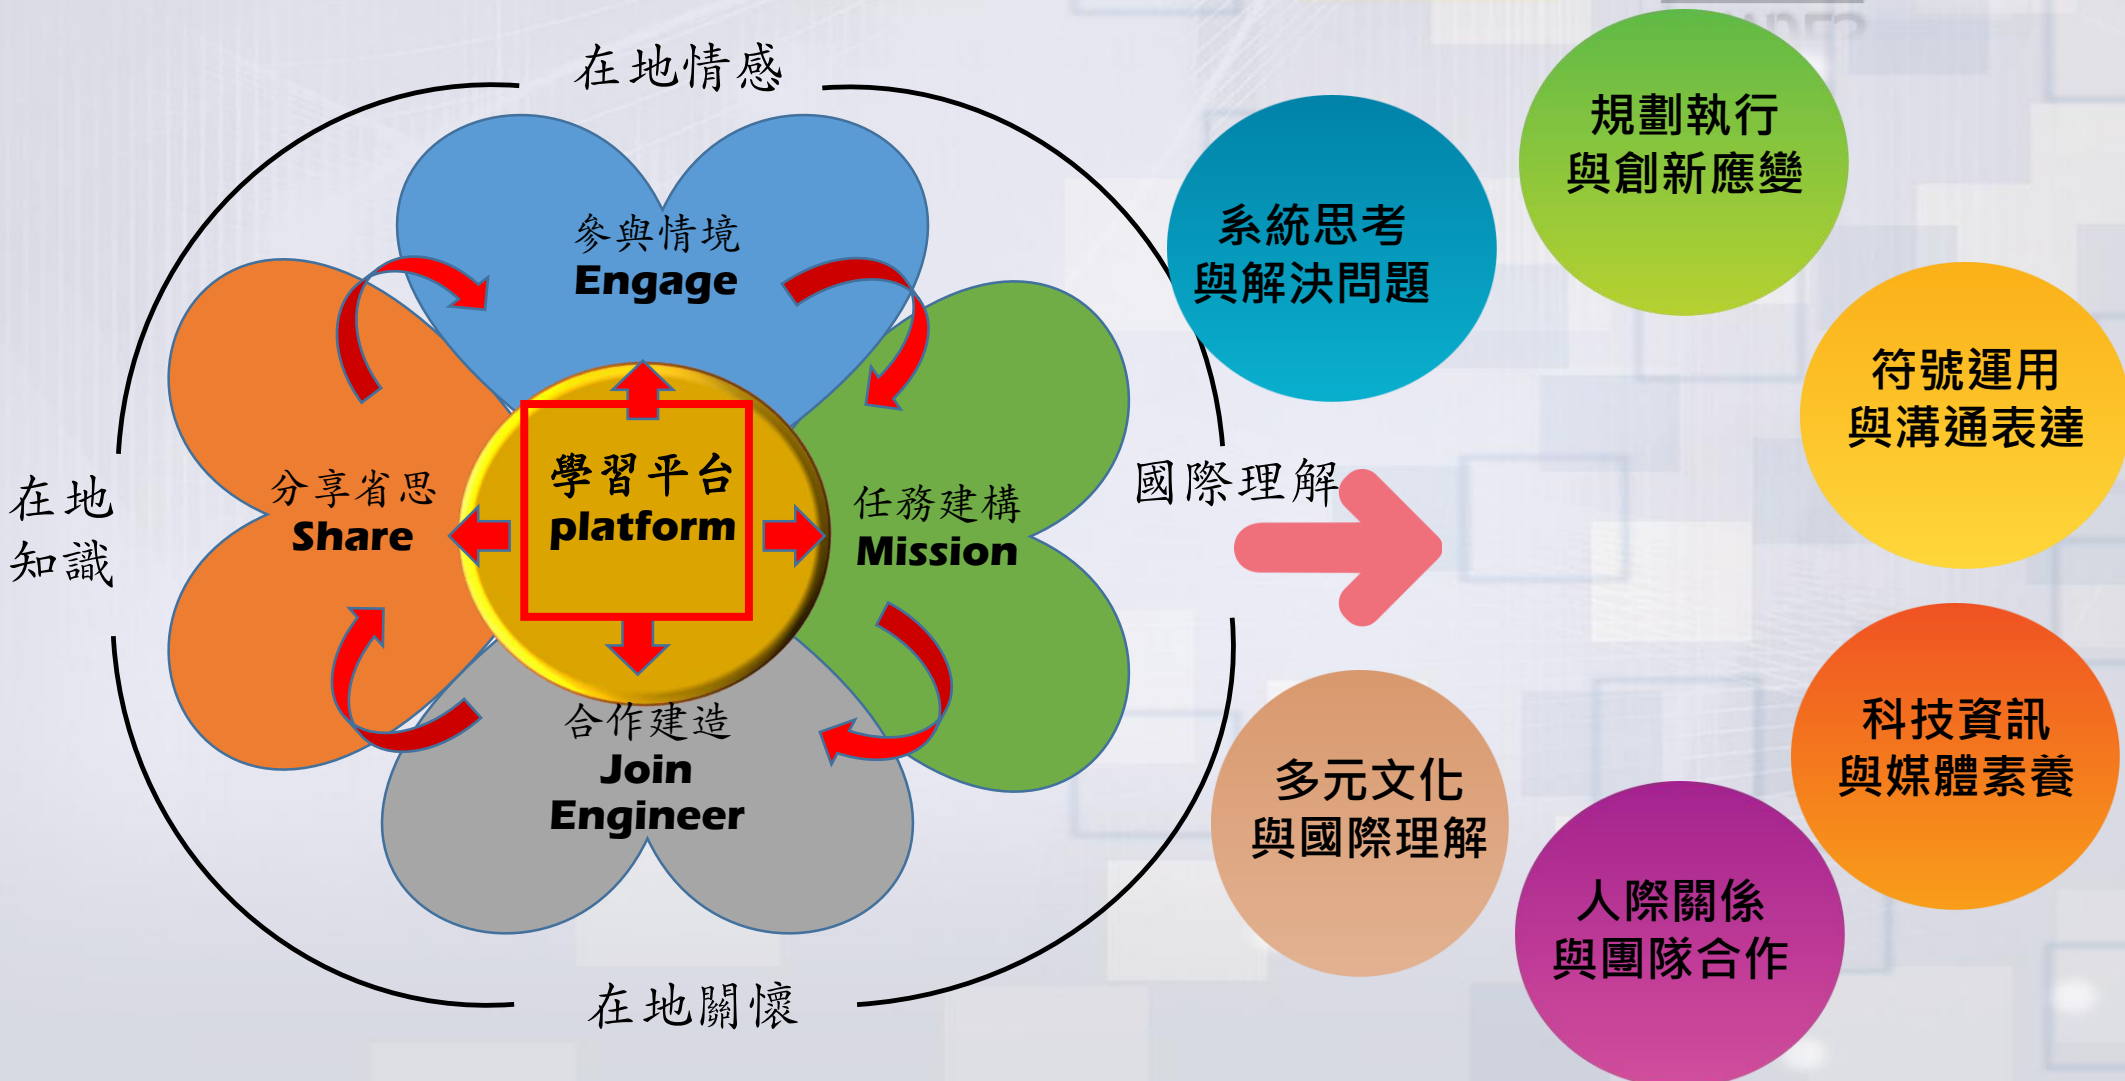 在地情感
參與情境
Engage
在地
知識
分享省思
Share
學習平台
platform
任務建構
Mission
國際理解
合作建造
Join
Engineer
在地關懷
系統思考
與解決問題
規劃執行
與創新應變
符號運用
與溝通表達
科技資訊
與媒體素養
人際關係
與團隊合作
多元文化
與國際理解